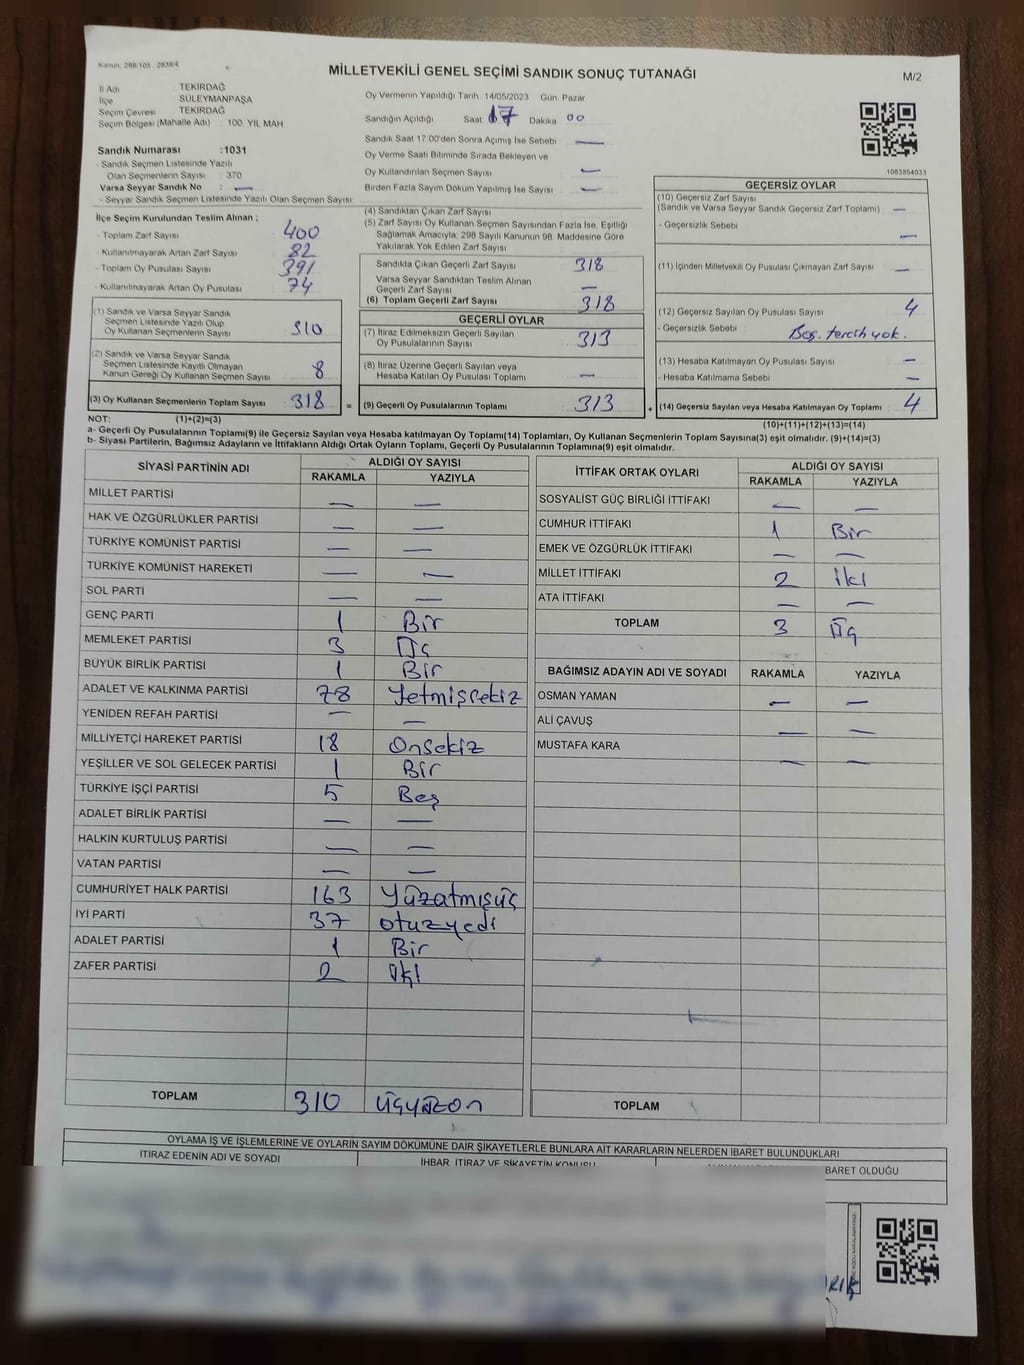 Kanun, 298/105 , 2839/4
MİLLETVEKİLİ GENEL SEÇİMİ SANDIK SONUÇ TUTANAĞI
M/2
İl Adı TEKİRDAĞ
İlçe SÜLEYMANPAŞA
Seçim Çevresi TEKİRDAĞ
Seçim Bölgesi (Mahalle Adı) : 100. YIL MAH
Oy Vermenin Yapıldığı Tarih 14/05/2023 Gün Pazar
Sandığın Açıldığı Saat 17 Dakika 00
Sandık Saat 17:00'den Sonra Açımış İse Sebebi —
Oy Verme Saati Bitiminde Sırada Bekleyen ve
Oy Kullandırılan Seçmen Sayısı —
Birden Fazla Sayım Döküm Yapılmış İse Sayısı —
1083854033
Sandık Numarası : 1031
- Sandık Seçmen Listesinde Yazılı
Olan Seçmenlerin Sayısı : 370
Varsa Seyyar Sandık No : —
- Seyyar Sandık Seçmen Listesinde Yazılı Olan Seçmen Sayısı
İlçe Seçim Kurulundan Teslim Alınan ;
- Toplam Zarf Sayısı 400
- Kullanılmayarak Artan Zarf Sayısı 82
- Toplam Oy Pusulası Sayısı 391
- Kullanılmayarak Artan Oy Pusulası 74
(1) Sandık ve Varsa Seyyar Sandık
Seçmen Listesinde Yazılı Olup
Oy Kullanan Seçmenlerin Sayısı 310
(2) Sandık ve Varsa Seyyar Sandık
Seçmen Listesinde Kayıtlı Olmayan
Kanun Gereği Oy Kullanan Seçmen Sayısı 8
(3) Oy Kullanan Seçmenlerin Toplam Sayısı 318 =
(4) Sandıktan Çıkan Zarf Sayısı
(5) Zarf Sayısı Oy Kullanan Seçmen Sayısından Fazla İse, Eşitliği
Sağlamak Amacıyla, 298 Sayılı Kanunun 98. Maddesine Göre
Yakılarak Yok Edilen Zarf Sayısı
Sandıkta Çıkan Geçerli Zarf Sayısı 318
Varsa Seyyar Sandıktan Teslim Alınan
Geçerli Zarf Sayısı —
(6) Toplam Geçerli Zarf Sayısı 318
GEÇERLİ OYLAR
(7) İtiraz Edilmeksizin Geçerli Sayılan
Oy Pusulalarının Sayısı 313
(8) İtiraz Üzerine Geçerli Sayılan veya
Hesaba Katılan Oy Pusulası Toplamı —
(9) Geçerli Oy Pusulalarının Toplamı 313 +
GEÇERSİZ OYLAR
(10) Geçersiz Zarf Sayısı
(Sandık ve Varsa Seyyar Sandık Geçersiz Zarf Toplamı) —
- Geçersizlik Sebebi —
(11) İçinden Milletvekili Oy Pusulası Çıkmayan Zarf Sayısı —
(12) Geçersiz Sayılan Oy Pusulası Sayısı 4
- Geçersizlik Sebebi Boş, tercih yok.
(13) Hesaba Katılmayan Oy Pusulası Sayısı —
- Hesaba Katılmama Sebebi —
(14) Geçersiz Sayılan veya Hesaba Katılmayan Oy Toplamı 4
(10)+(11)+(12)+(13)=(14)
NOT: (1)+(2)=(3)
a- Geçerli Oy Pusulalarının Toplamı(9) ile Geçersiz Sayılan veya Hesaba katılmayan Oy Toplamı(14) Toplamları, Oy Kullanan Seçmenlerin Toplam Sayısına(3) eşit olmalıdır. (9)+(14)=(3)
b- Siyasi Partilerin, Bağımsız Adayların ve İttifakların Aldığı Ortak Oyların Toplamı, Geçerli Oy Pusulalarının Toplamına(9) eşit olmalıdır.
SİYASİ PARTİNİN ADI ALDIĞI OY SAYISI
RAKAMLA YAZIYLA
MİLLET PARTİSİ — —
HAK VE ÖZGÜRLÜKLER PARTİSİ — —
TÜRKİYE KOMÜNİST PARTİSİ — —
TÜRKİYE KOMÜNİST HAREKETİ — —
SOL PARTİ — —
GENÇ PARTİ 1 Bir
MEMLEKET PARTİSİ 3 Üç
BÜYÜK BİRLİK PARTİSİ 1 Bir
ADALET VE KALKINMA PARTİSİ 78 Yetmişsekiz
YENİDEN REFAH PARTİSİ — —
MİLLİYETÇİ HAREKET PARTİSİ 18 Onsekiz
YEŞİLLER VE SOL GELECEK PARTİSİ 1 Bir
TÜRKİYE İŞÇİ PARTİSİ 5 Beş
ADALET BİRLİK PARTİSİ — —
HALKIN KURTULUŞ PARTİSİ — —
VATAN PARTİSİ — —
CUMHURİYET HALK PARTİSİ 163 Yüzatmışüç
İYİ PARTİ 37 otuzyedi
ADALET PARTİSİ 1 Bir
ZAFER PARTİSİ 2 iki
TOPLAM 310 üçyüzon
İTTİFAK ORTAK OYLARI ALDIĞI OY SAYISI
RAKAMLA YAZIYLA
SOSYALİST GÜÇ BİRLİĞİ İTTİFAKI — —
CUMHUR İTTİFAKI 1 Bir
EMEK VE ÖZGÜRLÜK İTTİFAKI — —
MİLLET İTTİFAKI 2 iki
ATA İTTİFAKI — —
TOPLAM 3 Üç
BAĞIMSIZ ADAYIN ADI VE SOYADI RAKAMLA YAZIYLA
OSMAN YAMAN — —
ALİ ÇAVUŞ — —
MUSTAFA KARA — —
TOPLAM
OYLAMA İŞ VE İŞLEMLERİNE VE OYLARIN SAYIM DÖKÜMÜNE DAİR ŞİKAYETLERLE BUNLARA AİT KARARLARIN NELERDEN İBARET BULUNDUKLARI
İTİRAZ EDENİN ADI VE SOYADI İHBAR, İTİRAZ VE ŞİKAYETİN KONUSU BARET OLDUĞU